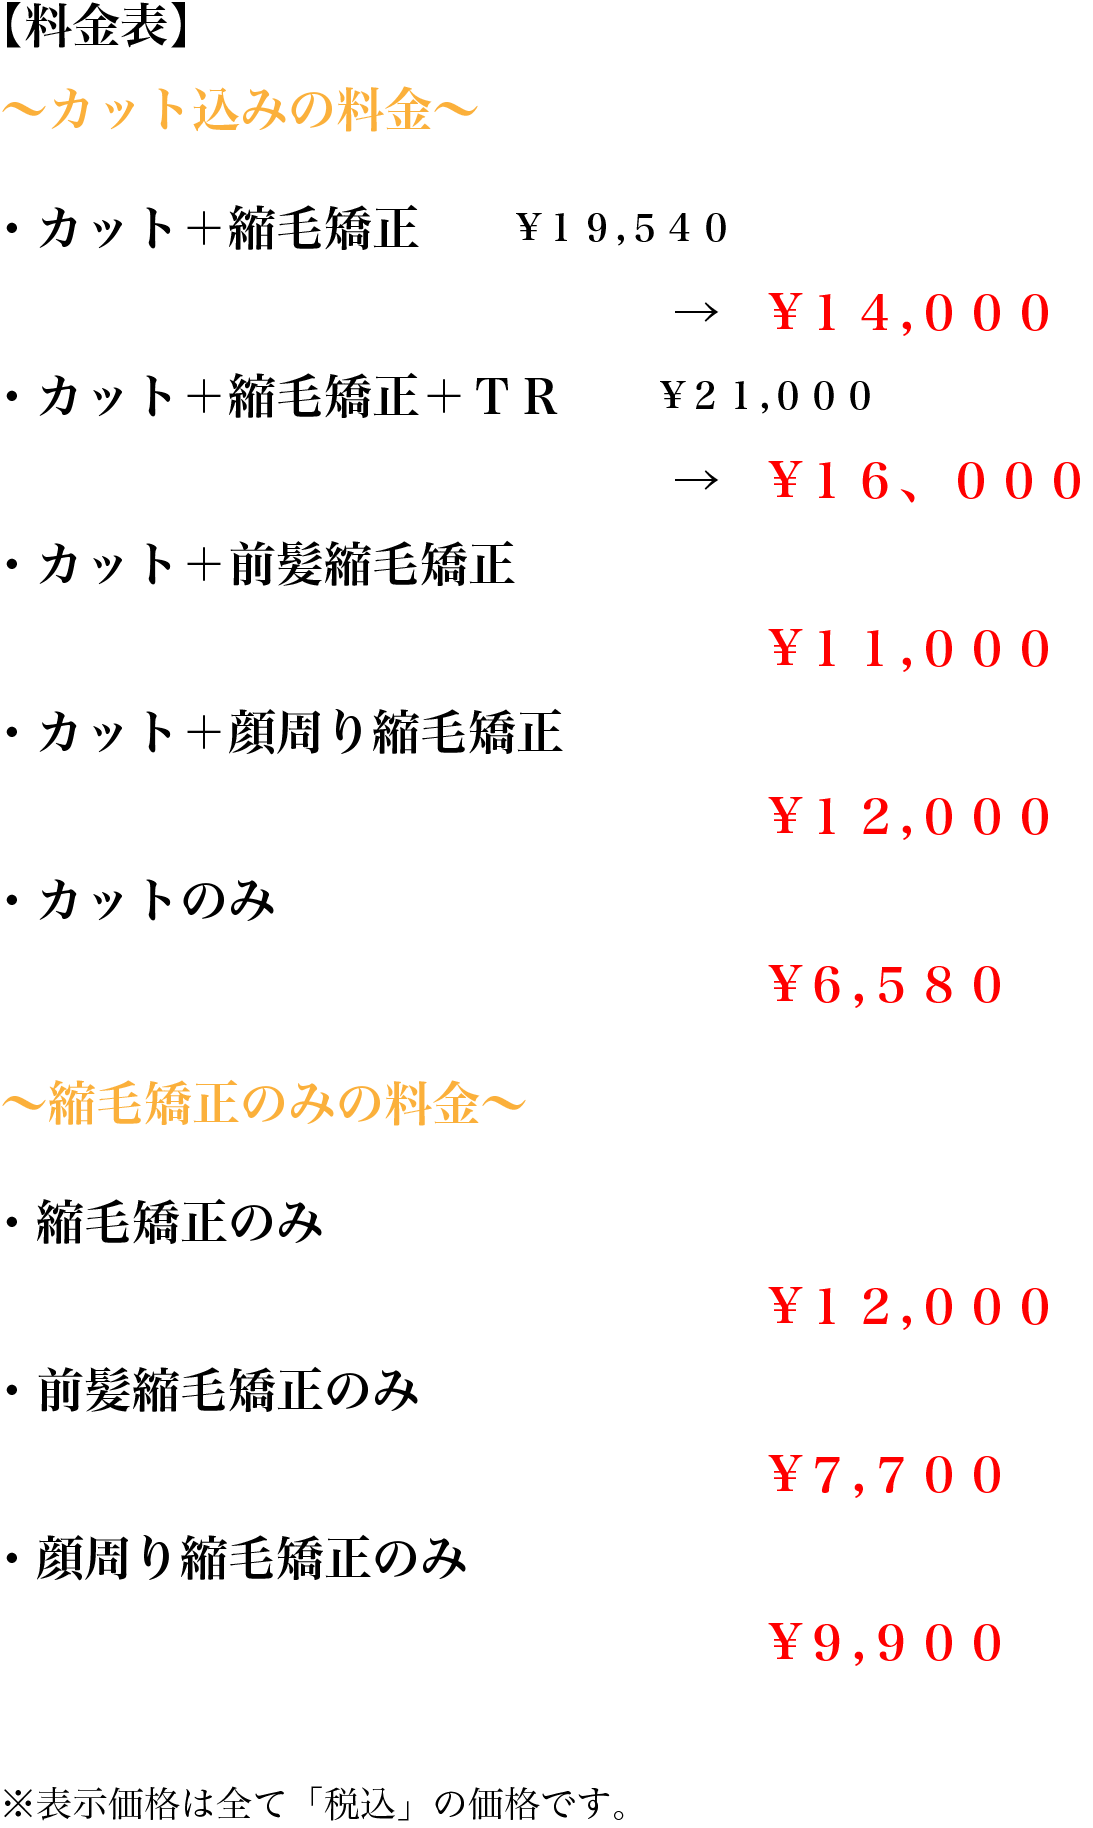 【料金表】
～カット込みの料金～
・カット＋縮毛矯正　　￥１９,５４０
→　￥１４,０００
・カット＋縮毛矯正＋ＴＲ　　￥２１,０００
→　￥１６、０００
・カット＋前髪縮毛矯正
￥１１,０００
・カット＋顔周り縮毛矯正
￥１２,０００
・カットのみ
￥６,５８０
～縮毛矯正のみの料金～
・縮毛矯正のみ
￥１２,０００
・前髪縮毛矯正のみ
￥７,７００
・顔周り縮毛矯正のみ
￥９,９００
※表示価格は全て「税込」の価格です。